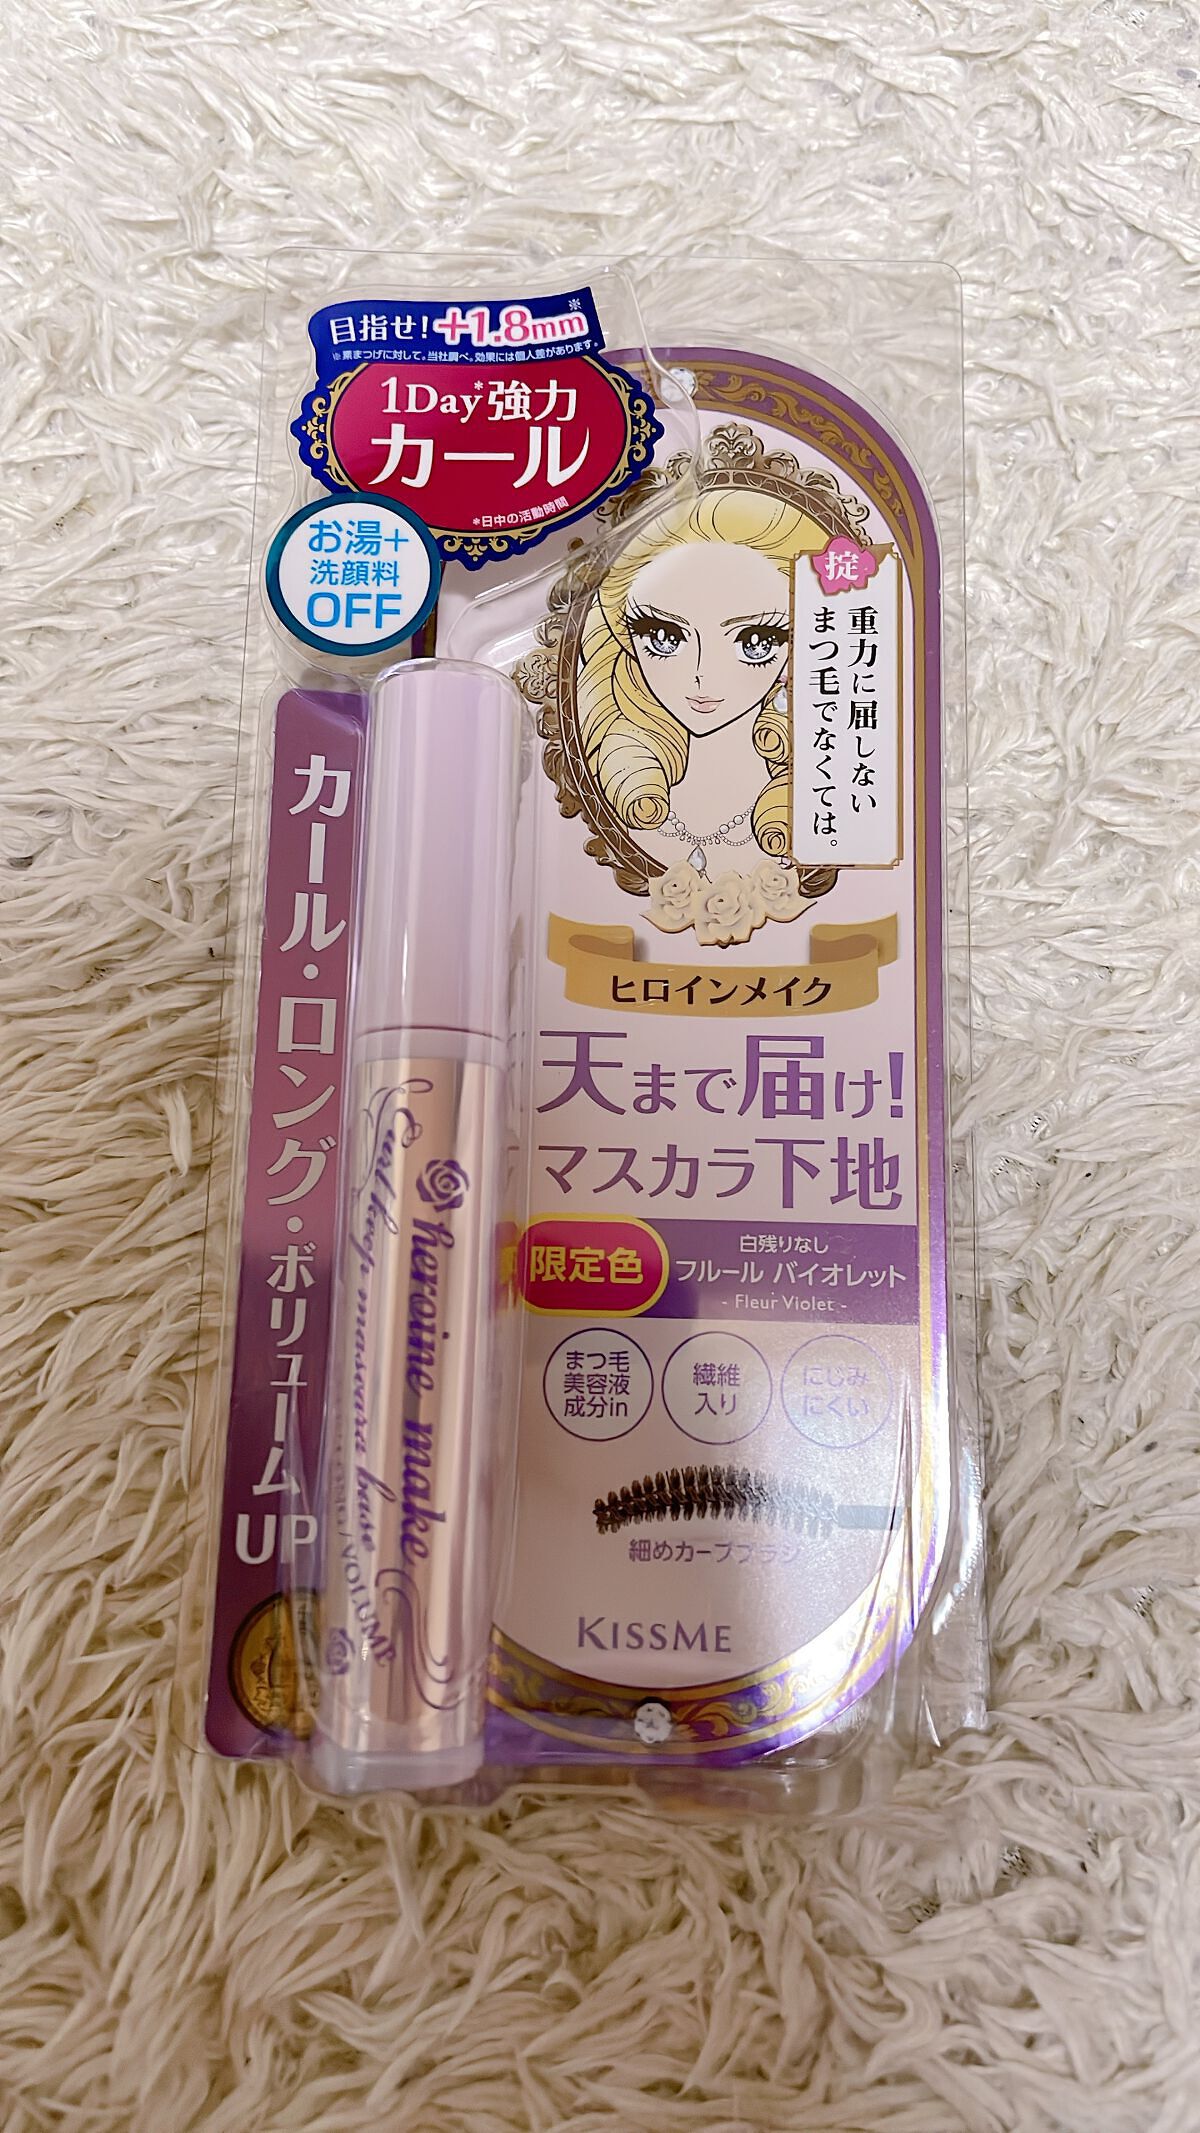 目指せ!+1.8mm※
※素まつげに対して。当社調べ。効果には個人差があります。
1Day*強力
カール
*日中の活動時間
お湯+
洗顔料
OFF
掟
重力に屈しない
まつ毛でなくては。
カール・ロング・ボリュームUP
ヒロインメイク
天まで届け!
マスカラ下地
限定色
白残りなし
フルール バイオレット
- Fleur Violet -
まつ毛
美容液
成分in
繊維
入り
にじみ
にくい
細めカーブブラシ
KISSME
heroine make
Curl keep mascara base
/VOLUME